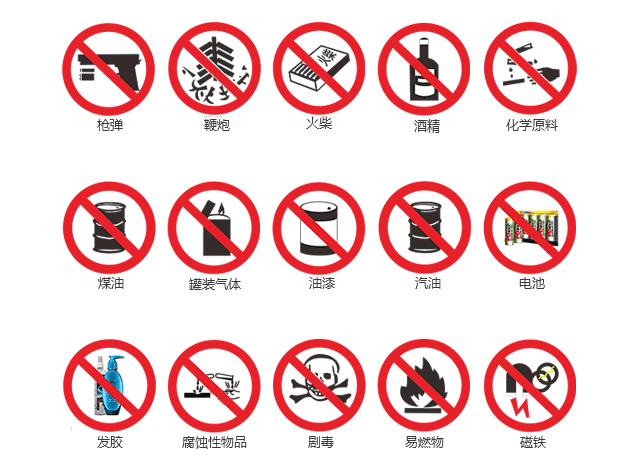 枪弹
鞭炮
火柴
酒精
化学原料
煤油
罐装气体
油漆
汽油
电池
发胶
腐蚀性物品
剧毒
易燃物
磁铁